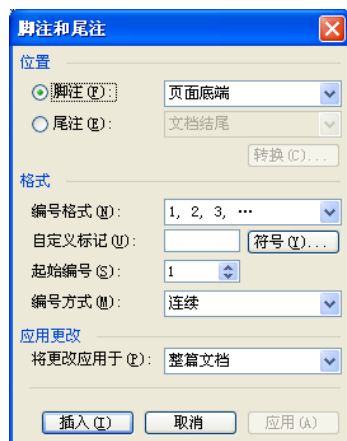 脚注和尾注
位置
脚注(F): 页面底端
尾注(E): 文档结尾
转换(C)...
格式
编号格式(N): 1, 2, 3, …
自定义标记(U): 符号(Y)...
起始编号(S): 1
编号方式(M): 连续
应用更改
将更改应用于(P): 整篇文档
插入(I) 取消 应用(A)